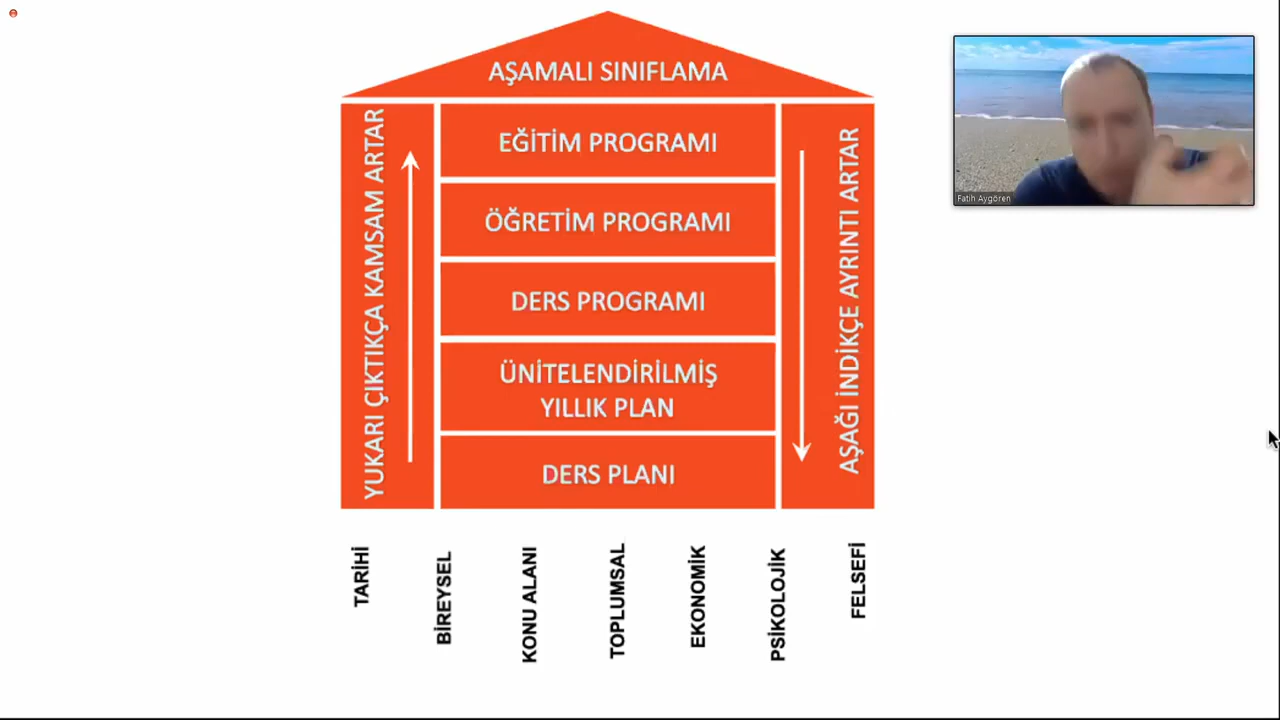 AŞAMALI SINIFLAMA
YUKARI ÇIKTIKÇA KAMSAM ARTAR
EĞİTİM PROGRAMI
ÖĞRETİM PROGRAMI
DERS PROGRAMI
ÜNİTELENDİRİLMİŞ
YILLIK PLAN
DERS PLANI
AŞAĞI İNDİKÇE AYRINTI ARTAR
TARİHİ
BİREYSEL
KONU ALANI
TOPLUMSAL
EKONOMİK
PSİKOLOJİK
FELSEFİ
Fatih Aygören